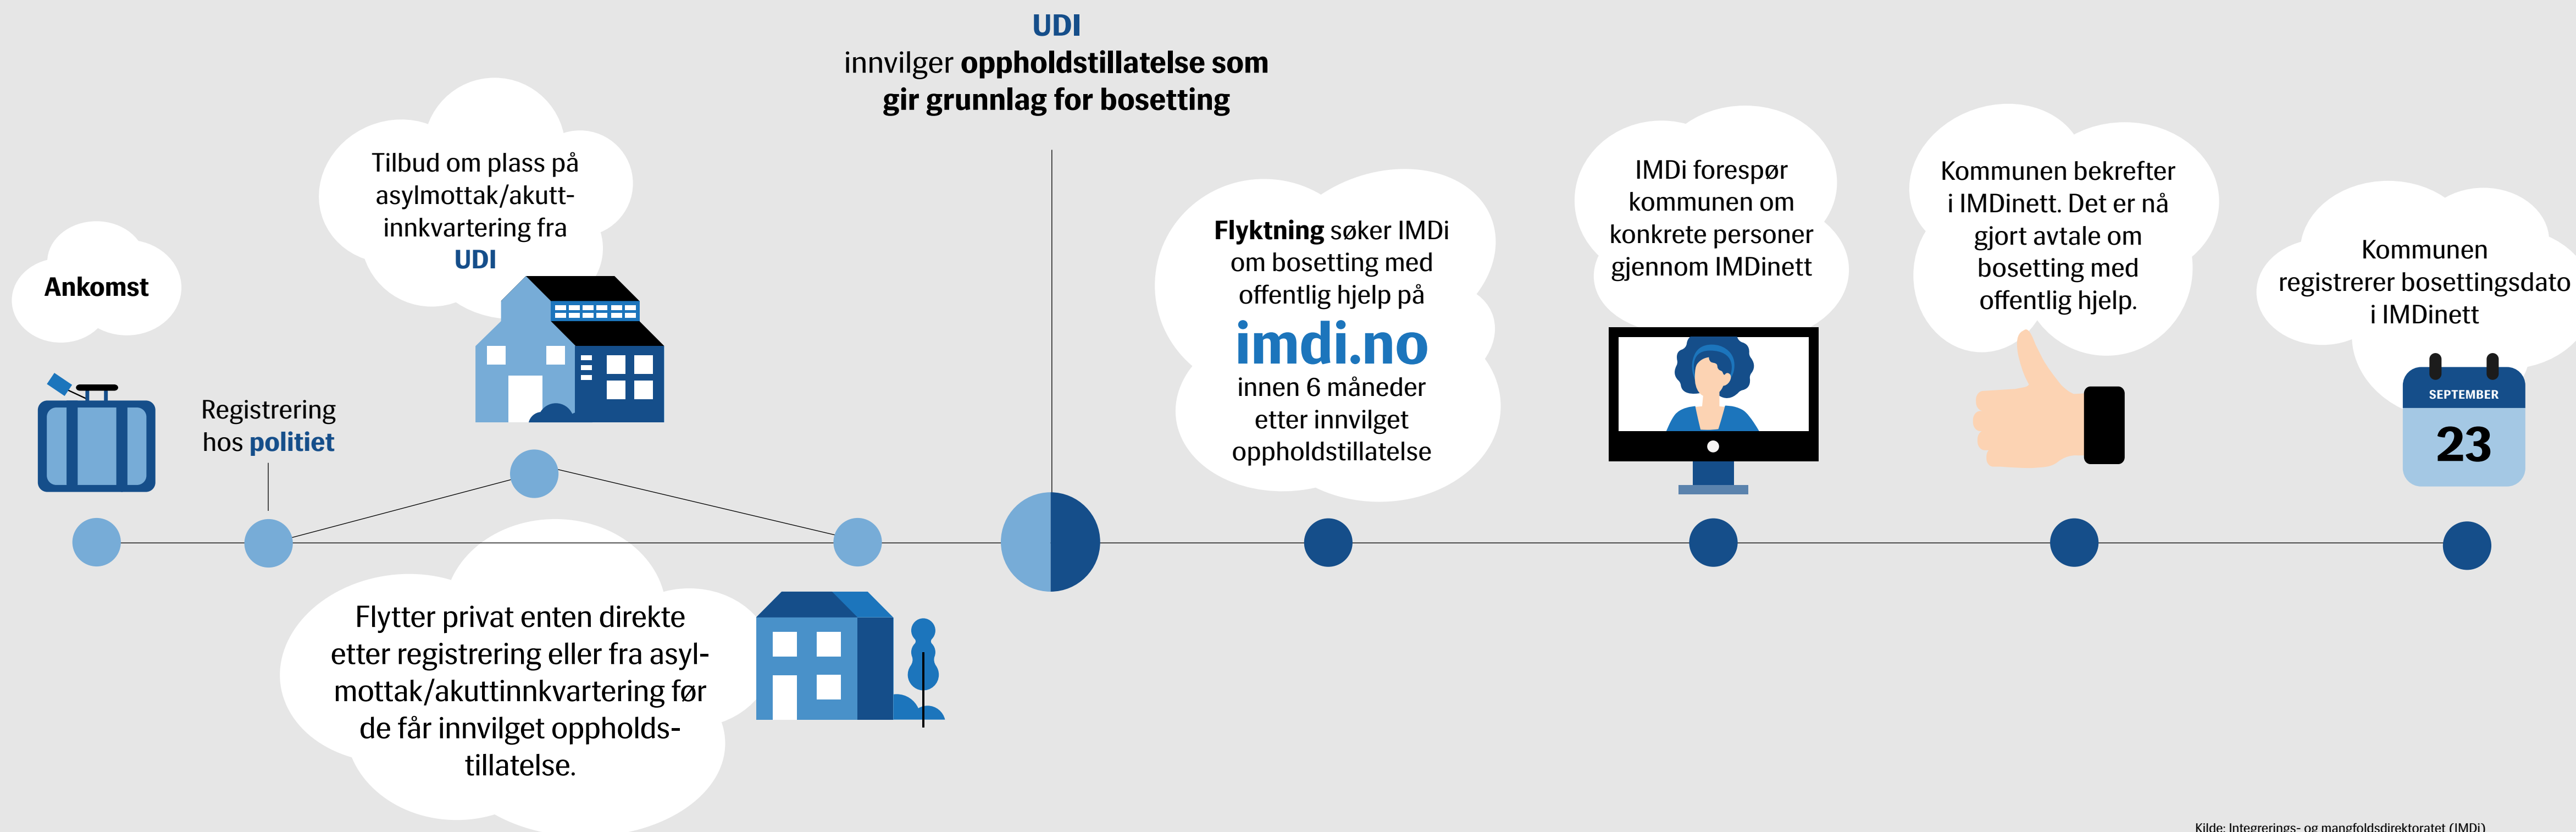 Ankomst
Registrering
hos politiet
Tilbud om plass på
asylmottak/akutt-
innkvartering fra
UDI
Flytter privat enten direkte
etter registrering eller fra asyl-
mottak/akuttinnkvartering før
de får innvilget oppholds-
tillatelse.
UDI
innvilger oppholdstillatelse som
gir grunnlag for bosetting
Flyktning søker IMDi
om bosetting med
offentlig hjelp på
imdi.no
innen 6 måneder
etter innvilget
oppholdstillatelse
IMDi forespør
kommunen om
konkrete personer
gjennom IMDinett
Kommunen bekrefter
i IMDinett. Det er nå
gjort avtale om
bosetting med
offentlig hjelp.
Kommunen
registrerer bosettingsdato
i IMDinett
SEPTEMBER
23
Kilde: Integrerings- og mangfoldsdirektoratet (IMDi)